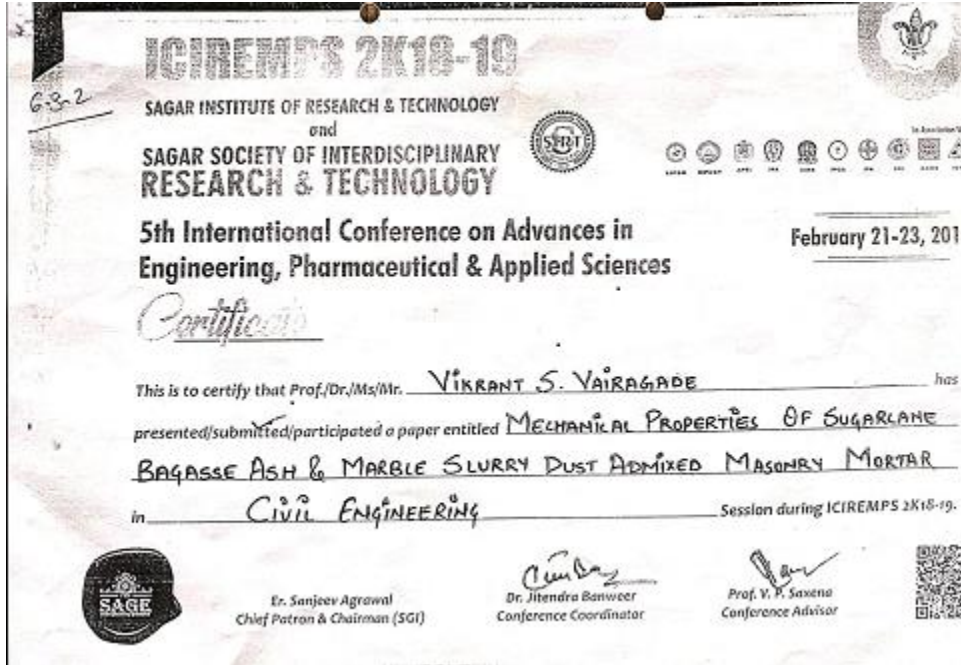 ICIREMPS 2K18-19
6-3-2
SAGAR INSTITUTE OF RESEARCH & TECHNOLOGY
and
SAGAR SOCIETY OF INTERDISCIPLINARY
RESEARCH & TECHNOLOGY
SIRT
In Association
5th International Conference on Advances in
Engineering, Pharmaceutical & Applied Sciences
February 21-23, 201
Certificate
This is to certify that Prof./Dr./Ms/Mr. VIKRANT S. VAIRAGADE has
presented/submitted/participated a paper entitled MECHANICAL PROPERTIES OF SUGARCANE
BAGASSE ASH & MARBLE SLURRY DUST ADMIXED MASONRY MORTAR
in CIVIL ENGINEERING Session during ICIREMPS 2K18-19.
SAGE
Er. Sanjeev Agrawal
Chief Patron & Chairman (SGI)
Dr. Jitendra Banweer
Conference Coordinator
Prof. V. P. Saxena
Conference Advisor